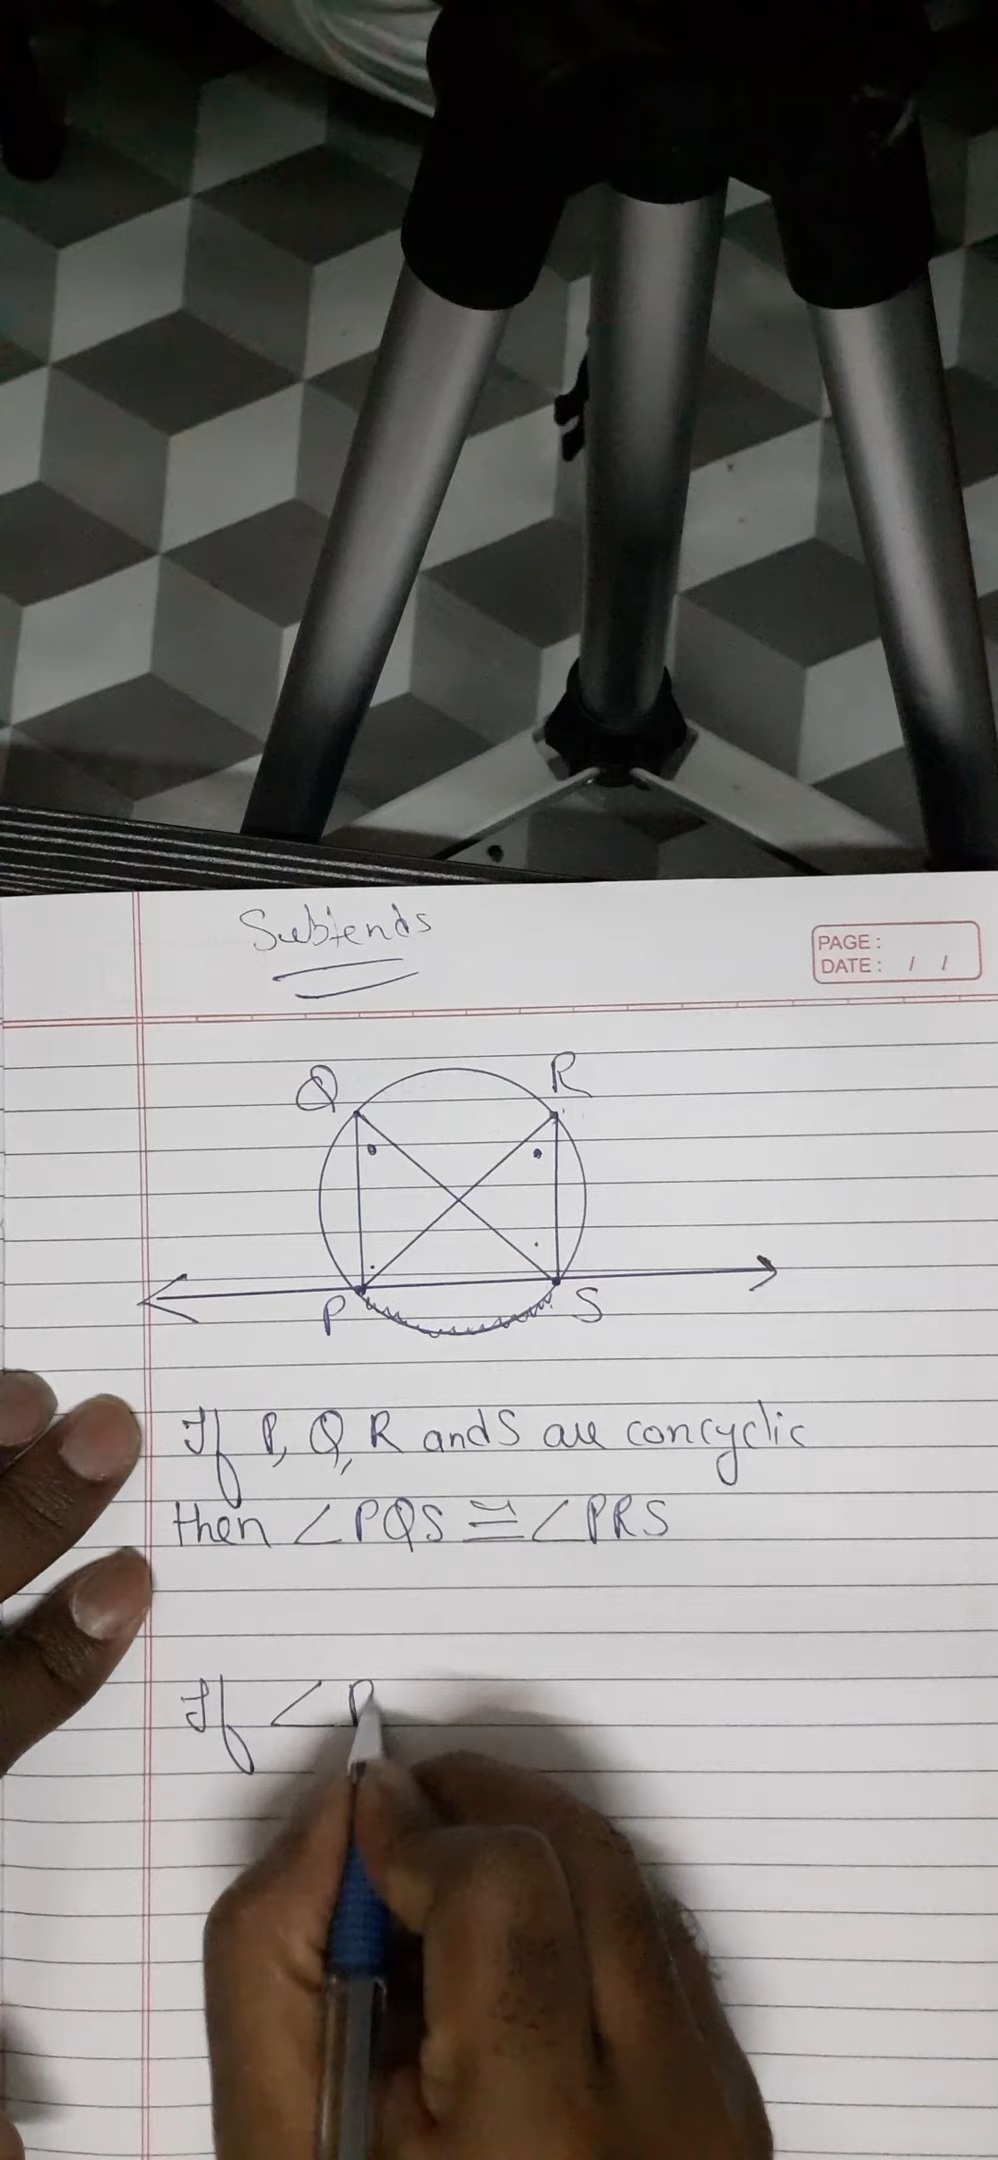 Subtends
PAGE :
DATE : / /
Q R
P S
If P, Q, R and S are concyclic
then ∠PQS ≅ ∠PRS
If ∠P